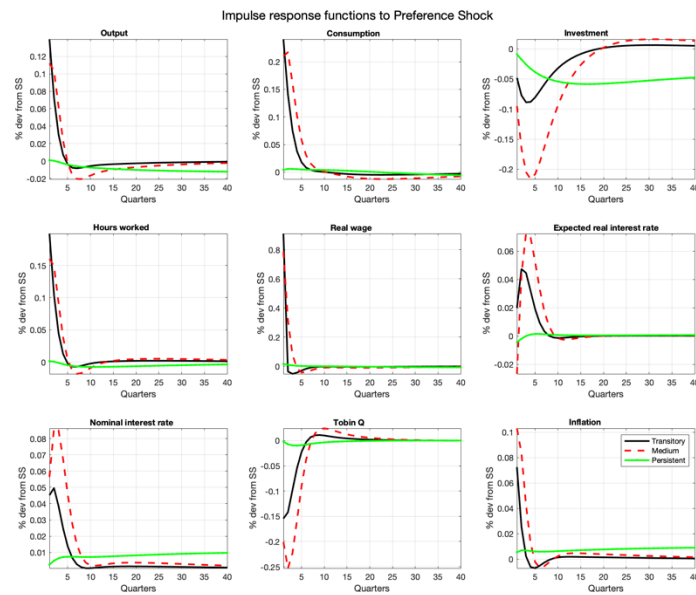 Impulse response functions to Preference Shock
Output
% dev from SS
0.12
0.1
0.08
0.06
0.04
0.02
0
-0.02
5 10 15 20 25 30 35 40
Quarters
Consumption
% dev from SS
0.2
0.15
0.1
0.05
0
5 10 15 20 25 30 35 40
Quarters
Investment
% dev from SS
0
-0.05
-0.1
-0.15
-0.2
5 10 15 20 25 30 35 40
Quarters
Hours worked
% dev from SS
0.15
0.1
0.05
0
5 10 15 20 25 30 35 40
Quarters
Real wage
% dev from SS
0.8
0.6
0.4
0.2
0
5 10 15 20 25 30 35 40
Quarters
Expected real interest rate
% dev from SS
0.06
0.04
0.02
0
-0.02
5 10 15 20 25 30 35 40
Quarters
Nominal interest rate
% dev from SS
0.08
0.07
0.06
0.05
0.04
0.03
0.02
0.01
5 10 15 20 25 30 35 40
Quarters
Tobin Q
% dev from SS
0
-0.05
-0.1
-0.15
-0.2
-0.25
5 10 15 20 25 30 35 40
Quarters
Inflation
% dev from SS
0.1
0.08
0.06
0.04
0.02
0
5 10 15 20 25 30 35 40
Quarters
Transitory
Medium
Persistent